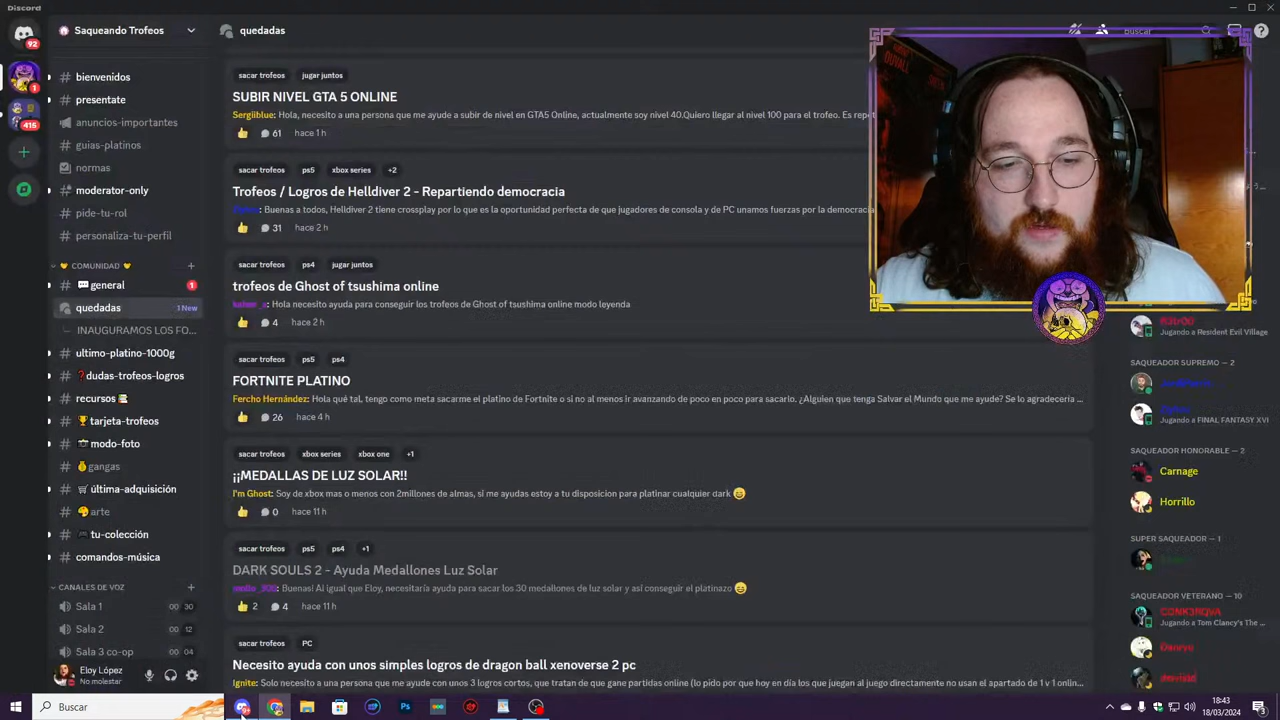 Discord
92
1
415
Saqueando Trofeos
bienvenidos
presentate
anuncios-importantes
guias-platinos
normas
moderator-only
pide-tu-rol
personaliza-tu-perfil
COMUNIDAD
general 1
quedadas 1 New
INAUGURAMOS LOS FO...
ultimo-platino-1000g
dudas-trofeos-logros
recursos
tarjeta-trofeos
modo-foto
gangas
última-adquisición
arte
tu-colección
comandos-música
CANALES DE VOZ
Sala 1 00 30
Sala 2 00 12
Sala 3 co-op 00 04
Eloy López
No molestar
quedadas
Buscar
sacar trofeos jugar juntos
SUBIR NIVEL GTA 5 ONLINE
Sergiiblue: Hola, necesito a una persona que me ayude a subir de nivel en GTA5 Online, actualmente soy nivel 40.Quiero llegar al nivel 100 para el trofeo. Es repet
61 hace 1 h
sacar trofeos ps5 xbox series +2
Trofeos / Logros de Helldiver 2 - Repartiendo democracia
Buenas a todos, Helldiver 2 tiene crossplay por lo que es la oportunidad perfecta de que jugadores de consola y de PC unamos fuerzas por la democracia
31 hace 2 h
sacar trofeos ps4 jugar juntos
trofeos de Ghost of tsushima online
Hola necesito ayuda para conseguir los trofeos de Ghost of tsushima online modo leyenda
4 hace 2 h
sacar trofeos ps5 ps4
FORTNITE PLATINO
Fercho Hernández: Hola qué tal, tengo como meta sacarme el platino de Fortnite o si no al menos ir avanzando de poco en poco para sacarlo. ¿Alguien que tenga Salvar el Mundo que me ayude? Se lo agradecería ...
26 hace 4 h
sacar trofeos xbox series xbox one +1
¡¡MEDALLAS DE LUZ SOLAR!!
I'm Ghost: Soy de xbox mas o menos con 2millones de almas, si me ayudas estoy a tu disposicion para platinar cualquier dark
0 hace 11 h
sacar trofeos ps5 ps4 +1
DARK SOULS 2 - Ayuda Medallones Luz Solar
Buenas! Al igual que Eloy, necesitaría ayuda para sacar los 30 medallones de luz solar y así conseguir el platinazo
2 4 hace 11 h
sacar trofeos PC
Necesito ayuda con unos simples logros de dragon ball xenoverse 2 pc
Ignite: Solo necesito a una persona que me ayude con unos 3 logros cortos, que tratan de que gane partidas online (lo pido por que hoy en día los que juegan al juego directamente no usan el apartado de 1 v 1 onlin...
DUVALL
Jugando a Resident Evil Village
SAQUEADOR SUPREMO — 2
Jugando a FINAL FANTASY XVI
SAQUEADOR HONORABLE — 2
Carnage
Horrillo
SUPER SAQUEADOR — 1
SAQUEADOR VETERANO — 10
C0NK3R0VA
Jugando a Tom Clancy's The ...
Buscar
18:43
18/03/2024
3